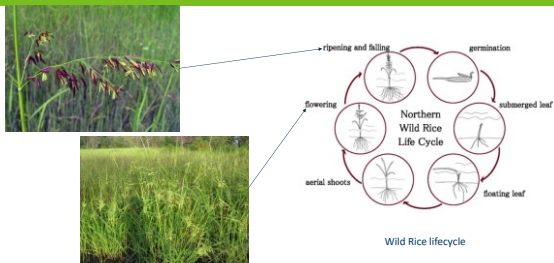 ripening and falling
germination
flowering
submerged leaf
Northern
Wild Rice
Life Cycle
aerial shoots
floating leaf
Wild Rice lifecycle